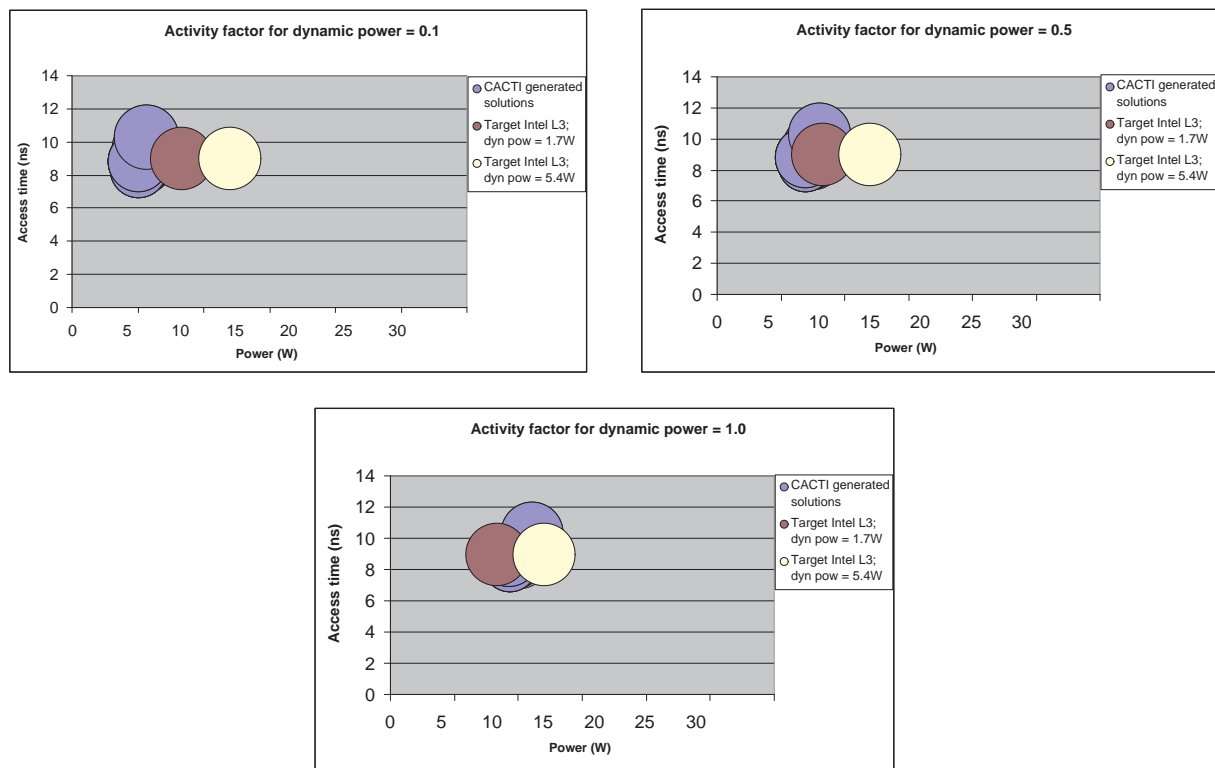 Activity factor for dynamic power = 0.1
14
12
10
8
6
4
2
0
Access time (ns)
0 5 10 15 20 25 30
Power (W)
CACTI generated
solutions
Target Intel L3;
dyn pow = 1.7W
Target Intel L3;
dyn pow = 5.4W
Activity factor for dynamic power = 0.5
14
12
10
8
6
4
2
0
Access time (ns)
0 5 10 15 20 25 30
Power (W)
CACTI generated
solutions
Target Intel L3;
dyn pow = 1.7W
Target Intel L3;
dyn pow = 5.4W
Activity factor for dynamic power = 1.0
14
12
10
8
6
4
2
0
Access time (ns)
0 10 15 20 25 30
Power (W)
CACTI generated
solutions
Target Intel L3;
dyn pow = 1.7W
Target Intel L3;
dyn pow = 5.4W